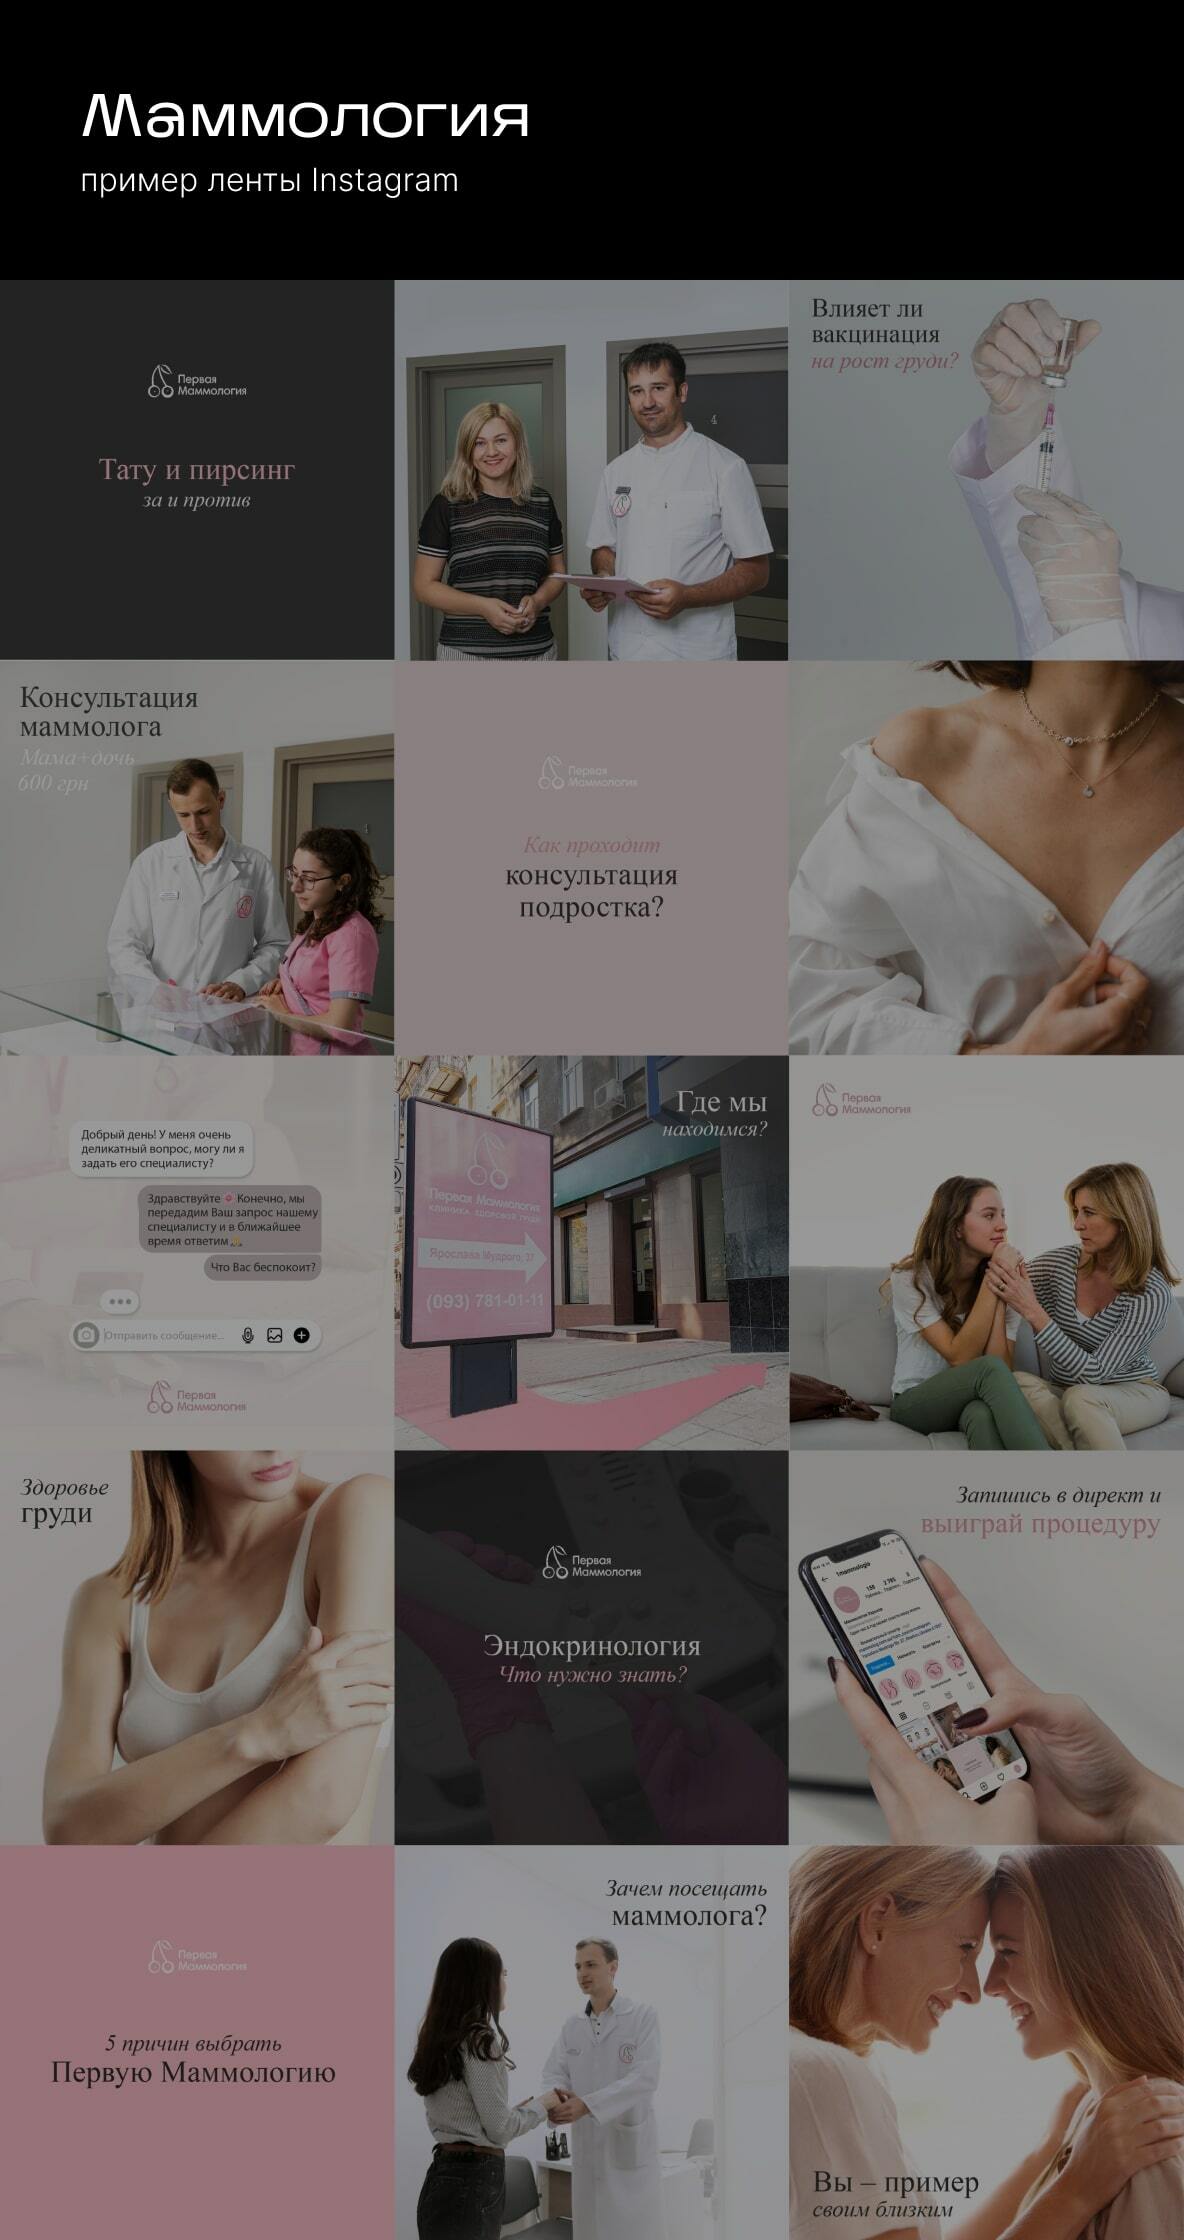 Маммология
пример ленты Instagram
Первая
Маммология
Тату и пирсинг
за и против
4
Влияет ли
вакцинация
на рост груди?
Консультация
маммолога
Мама+дочь
600 грн
Первая
Маммология
Как проходит
консультация
подростка?
Добрый день! У меня очень
деликатный вопрос, могу ли я
задать его специалисту?
Здравствуйте 🌸 Конечно, мы
передадим Ваш запрос нашему
специалисту и в ближайшее
время ответим🙏
Что Вас беспокоит?
Отправить сообщение...
Первая
Маммология
Где мы
находимся?
Первая Маммология
КЛИНИКА ЗДОРОВОЙ ГРУДИ
Ярослава Мудрого, 37
(093) 781-01-11
Первая
Маммология
Здоровье
груди
Первая
Маммология
Эндокринология
Что нужно знать?
Запишись в директ и
выиграй процедуру
1mammologia
Первая
Маммология
5 причин выбрать
Первую Маммологию
Зачем посещать
маммолога?
Вы – пример
своим близким